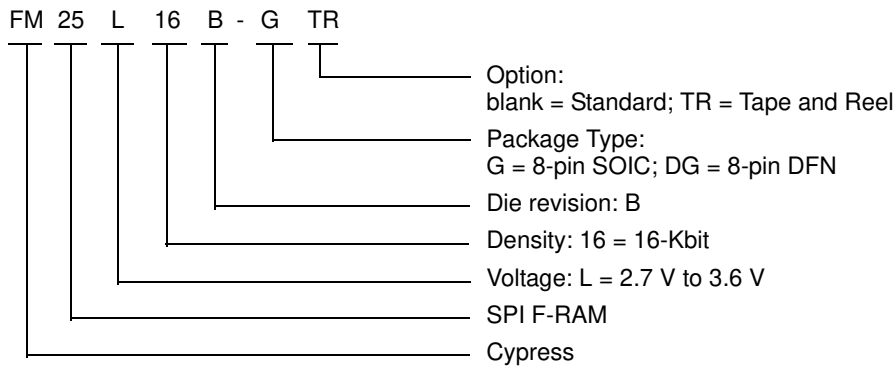 FM 25 L 16 B - G TR
Option:
blank = Standard; TR = Tape and Reel
Package Type:
G = 8-pin SOIC; DG = 8-pin DFN
Die revision: B
Density: 16 = 16-Kbit
Voltage: L = 2.7 V to 3.6 V
SPI F-RAM
Cypress